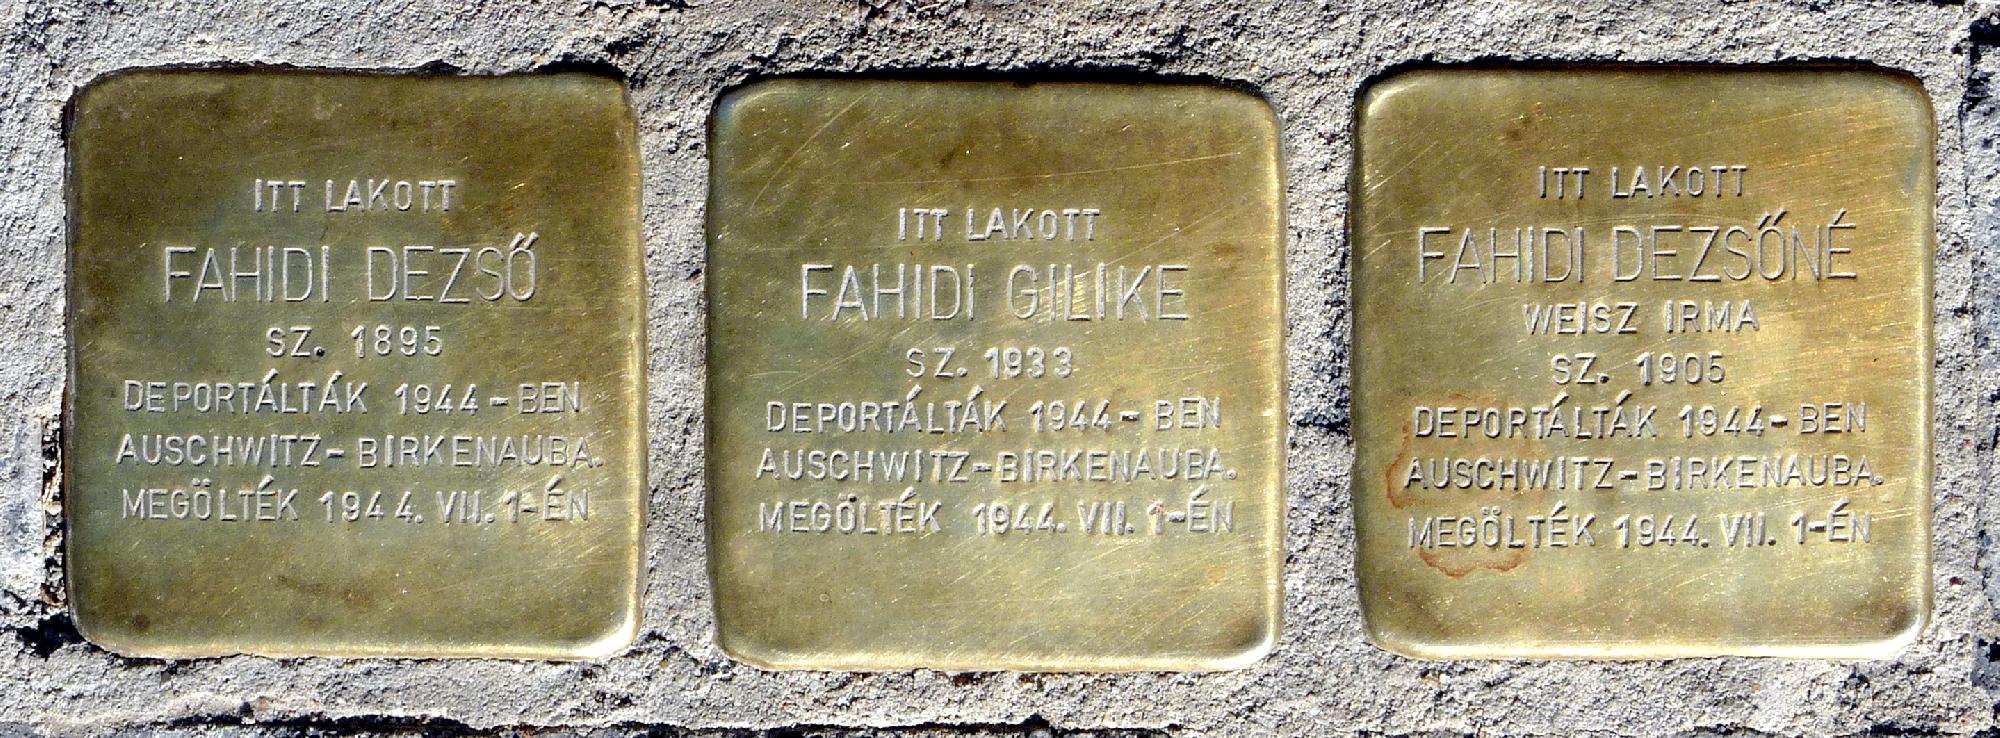 ITT LAKOTT
FAHIDI DEZSŐ
SZ. 1895
DEPORTÁLTÁK 1944-BEN
AUSCHWITZ-BIRKENAUBA.
MEGÖLTÉK 1944. VII. 1-ÉN
ITT LAKOTT
FAHIDI GILIKE
SZ. 1933
DEPORTÁLTÁK 1944-BEN
AUSCHWITZ-BIRKENAUBA.
MEGÖLTÉK 1944. VII. 1-ÉN
ITT LAKOTT
FAHIDI DEZSŐNÉ
WEISZ IRMA
SZ. 1905
DEPORTÁLTÁK 1944-BEN
AUSCHWITZ-BIRKENAUBA.
MEGÖLTÉK 1944. VII. 1-ÉN